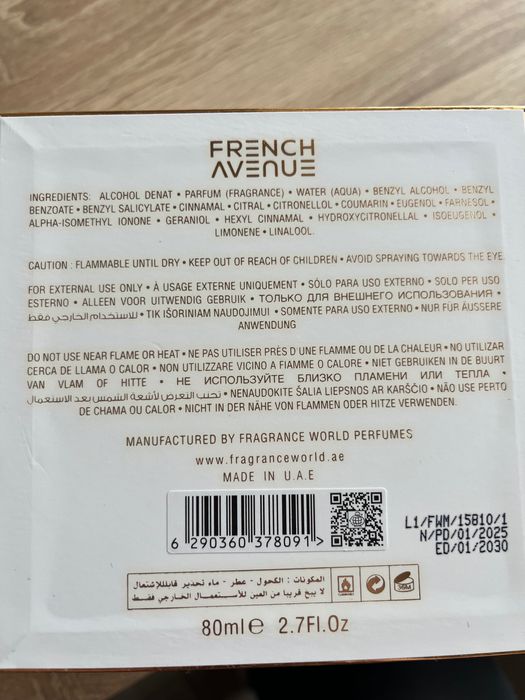 FRENCH
AVENUE
INGREDIENTS: ALCOHOL DENAT • PARFUM (FRAGRANCE) • WATER (AQUA) • BENZYL ALCOHOL • BENZYL
BENZOATE • BENZYL SALICYLATE • CINNAMAL • CITRAL • CITRONELLOL • COUMARIN • EUGENOL • FARNESOL •
ALPHA-ISOMETHYL IONONE • GERANIOL • HEXYL CINNAMAL • HYDROXYCITRONELLAL • ISOEUGENOL •
LIMONENE • LINALOOL.
CAUTION : FLAMMABLE UNTIL DRY • KEEP OUT OF REACH OF CHILDREN • AVOID SPRAYING TOWARDS THE EYE
FOR EXTERNAL USE ONLY • À USAGE EXTERNE UNIQUEMENT • SÓLO PARA USO EXTERNO • SOLO PER USO
ESTERNO • ALLEEN VOOR UITWENDIG GEBRUIK • ТОЛЬКО ДЛЯ ВНЕШНЕГО ИСПОЛЬЗОВАНИЯ •
للاستخدام الخارجي فقط • TIK IŠORINIAM NAUDOJIMUI • SOMENTE PARA USO EXTERNO • NUR FÜR ÄUSSERE
ANWENDUNG
DO NOT USE NEAR FLAME OR HEAT • NE PAS UTILISER PRÈS D UNE FLAMME OU DE LA CHALEUR • NO UTILIZAR
CERCA DE LLAMA O CALOR • NON UTILIZZARE VICINO A FIAMME O CALORE • NIET GEBRUIKEN IN DE BUURT
VAN VLAM OF HITTE • НЕ ИСПОЛЬЗУЙТЕ БЛИЗКО ПЛАМЕНИ ИЛИ ТЕПЛА •
تجنب التعرض لأشعة الشمس بعد الاستعمال • NENAUDOKITE ŠALIA LIEPSNOS AR KARŠČIO • NÃO USE PERTO
DE CHAMA OU CALOR • NICHT IN DER NÄHE VON FLAMMEN ODER HITZE VERWENDEN.
MANUFACTURED BY FRAGRANCE WORLD PERFUMES
www.fragranceworld.ae
MADE IN U.A.E
L1/FWM/15810/1
N/PD/01/2025
ED/01/2030
6 290360 378091
المكونات : الكحول - عطر - ماء تحذير قابللإشتعال
لا يبخ قريبا من العين للأستعمال الخارجي فقط
36M
80ml℮ 2.7Fl.Oz